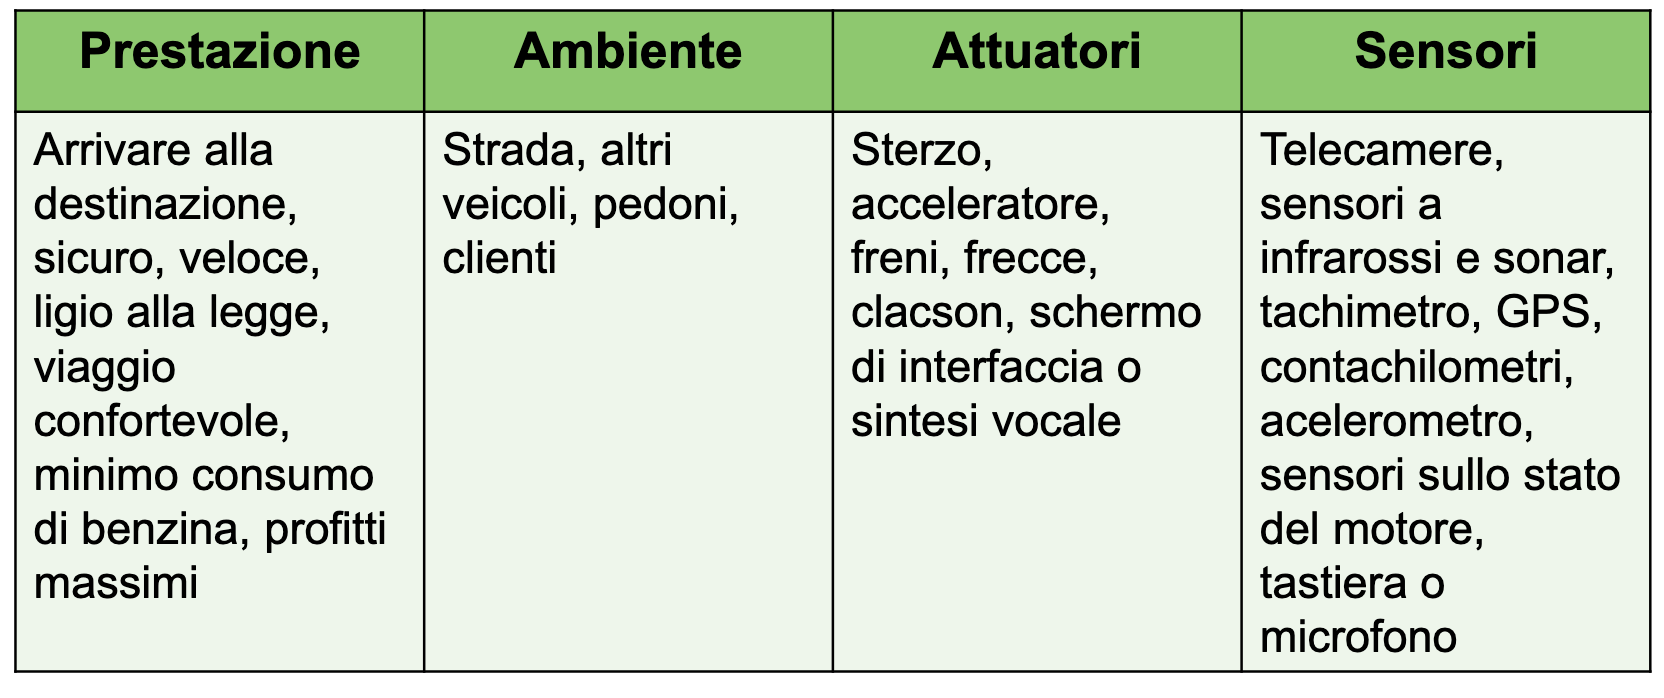 Prestazione
Ambiente
Attuatori
Sensori
Arrivare alla
destinazione,
sicuro, veloce,
ligio alla legge,
viaggio
confortevole,
minimo consumo
di benzina, profitti
massimi
Strada, altri
veicoli, pedoni,
clienti
Sterzo,
acceleratore,
freni, frecce,
clacson, schermo
di interfaccia o
sintesi vocale
Telecamere,
sensori a
infrarossi e sonar,
tachimetro, GPS,
contachilometri,
acelerometro,
sensori sullo stato
del motore,
tastiera o
microfono